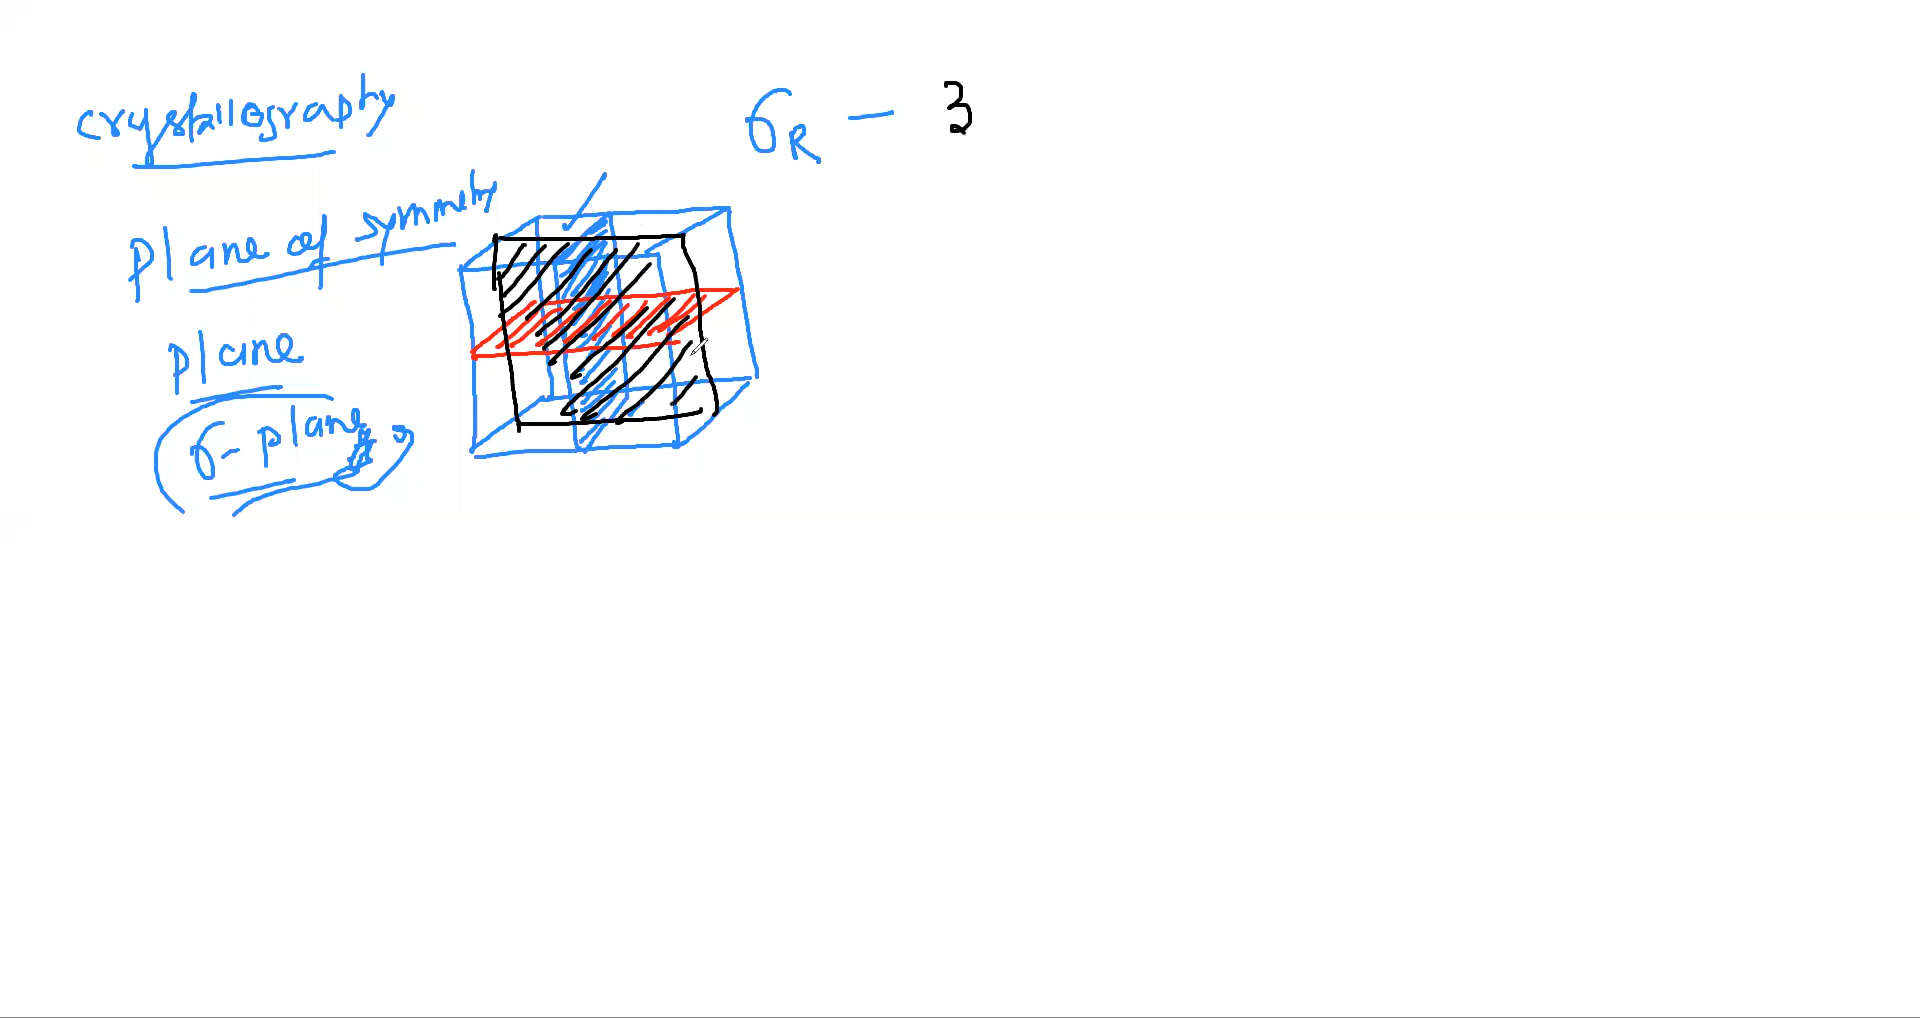 crystallography
σR — 3
plane of symmetry
plane
σ- plane